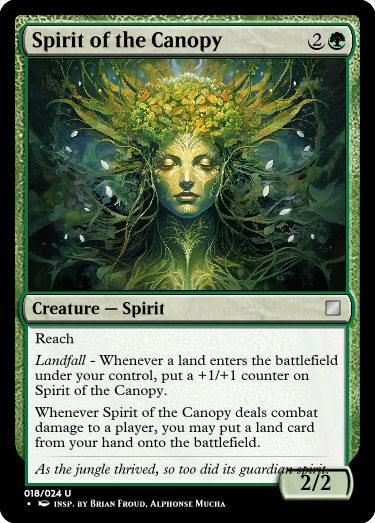 Spirit of the Canopy 2
Creature — Spirit
Reach
Landfall - Whenever a land enters the battlefield
under your control, put a +1/+1 counter on
Spirit of the Canopy.
Whenever Spirit of the Canopy deals combat
damage to a player, you may put a land card
from your hand onto the battlefield.
As the jungle thrived, so too did its guardian spirit.
2/2
018/024 U
• INSP. BY BRIAN FROUD, ALPHONSE MUCHA